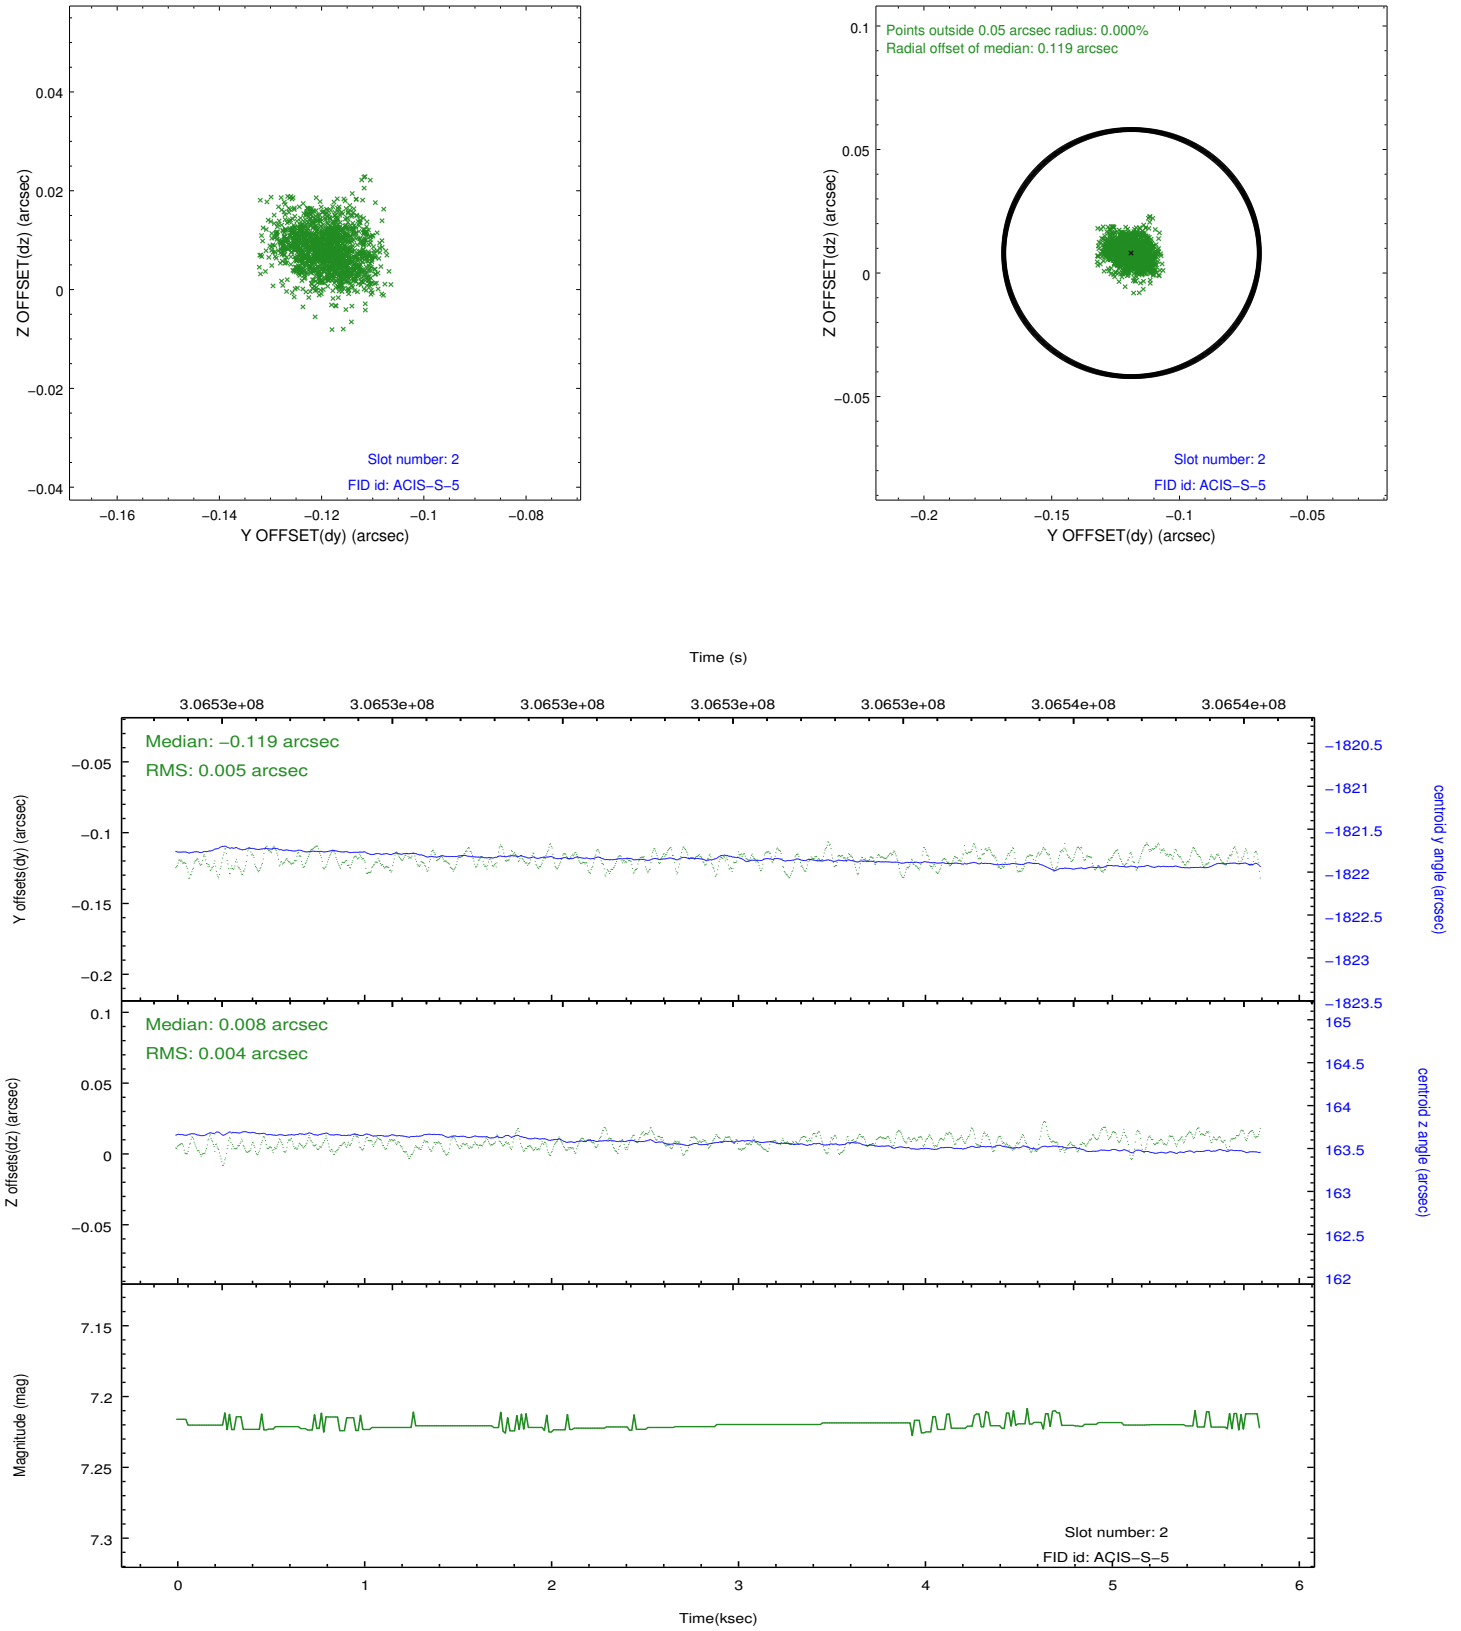 0.04
0.02
0
−0.02
−0.04
Z OFFSET(dz) (arcsec)
Slot number: 2
FID id: ACIS−S−5
−0.16
−0.14
−0.12
−0.1
−0.08
Y OFFSET(dy) (arcsec)
Points outside 0.05 arcsec radius: 0.000%
Radial offset of median: 0.119 arcsec
0.1
0.05
0
−0.05
Z OFFSET(dz) (arcsec)
Slot number: 2
FID id: ACIS−S−5
−0.2
−0.15
−0.1
−0.05
Y OFFSET(dy) (arcsec)
Time (s)
3.0653e+08
3.0653e+08
3.0653e+08
3.0653e+08
3.0653e+08
3.0654e+08
3.0654e+08
Median: −0.119 arcsec
RMS: 0.005 arcsec
−0.05
−0.1
−0.15
−0.2
Y offsets(dy) (arcsec)
−1820.5
−1821
−1821.5
−1822
−1822.5
−1823
−1823.5
centroid y angle (arcsec)
Median: 0.008 arcsec
RMS: 0.004 arcsec
0.1
0.05
0
−0.05
Z offsets(dz) (arcsec)
165
164.5
164
163.5
163
162.5
162
centroid z angle (arcsec)
7.15
7.2
7.25
7.3
Magnitude (mag)
Slot number: 2
FID id: ACIS−S−5
0
1
2
3
4
5
6
Time(ksec)